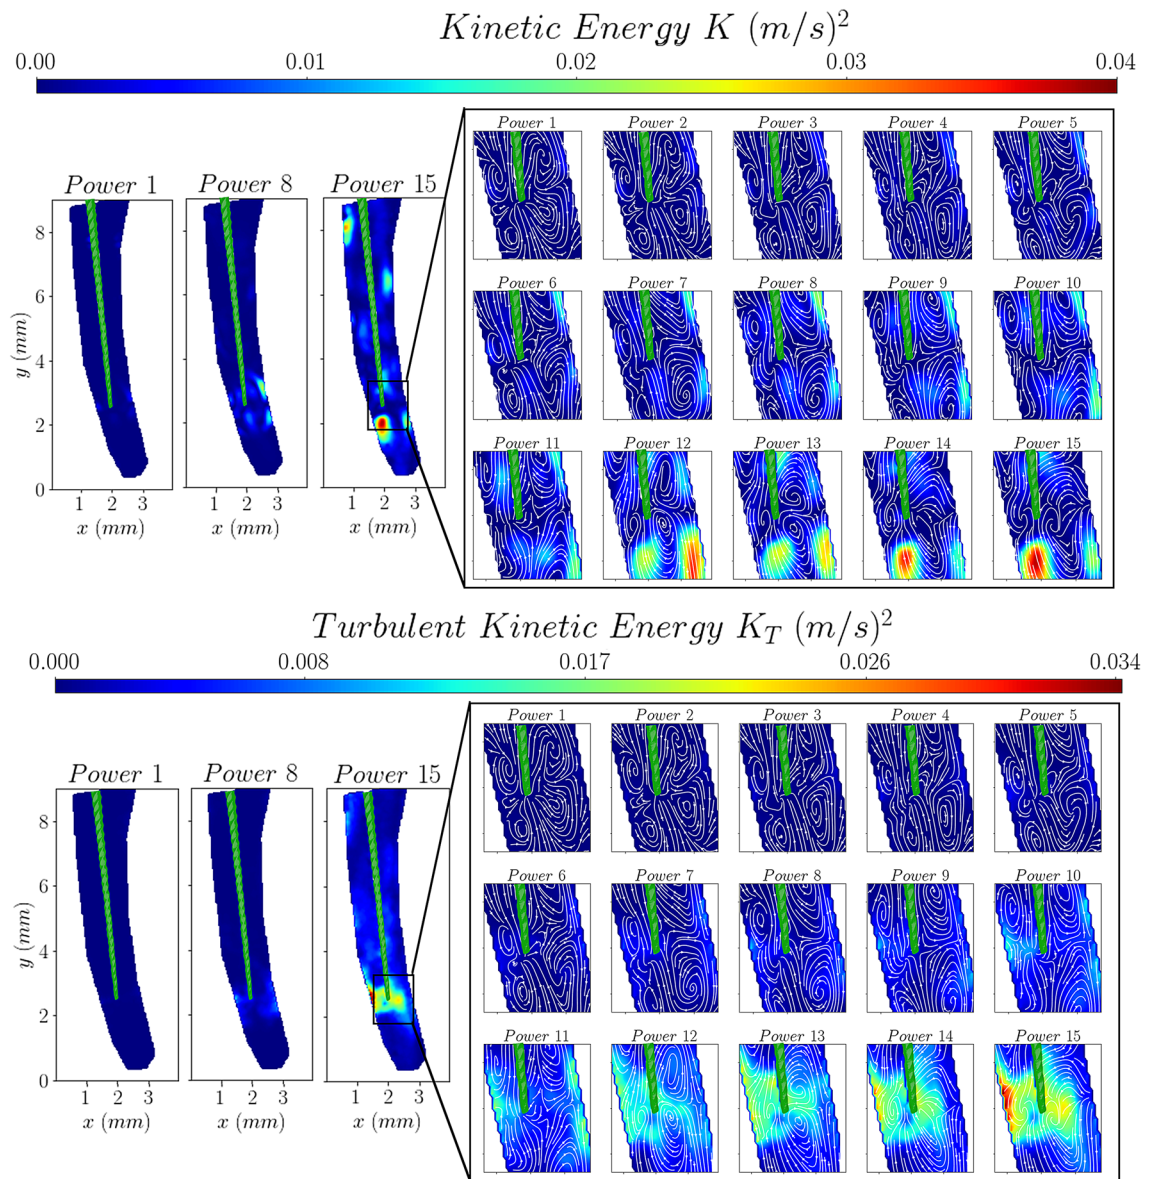 Kinetic Energy K (m/s)²
0.00 0.01 0.02 0.03 0.04
Power 1 Power 2 Power 3 Power 4 Power 5
Power 1 Power 8 Power 15
8
6
4
2
0
y (mm)
1 2 3 1 2 3 1 2 3
x (mm) x (mm) x (mm)
Power 6 Power 7 Power 8 Power 9 Power 10
Power 11 Power 12 Power 13 Power 14 Power 15
Turbulent Kinetic Energy K_T (m/s)²
0.000 0.008 0.017 0.026 0.034
Power 1 Power 2 Power 3 Power 4 Power 5
Power 1 Power 8 Power 15
8
6
4
2
0
y (mm)
1 2 3 1 2 3 1 2 3
x (mm) x (mm) x (mm)
Power 6 Power 7 Power 8 Power 9 Power 10
Power 11 Power 12 Power 13 Power 14 Power 15